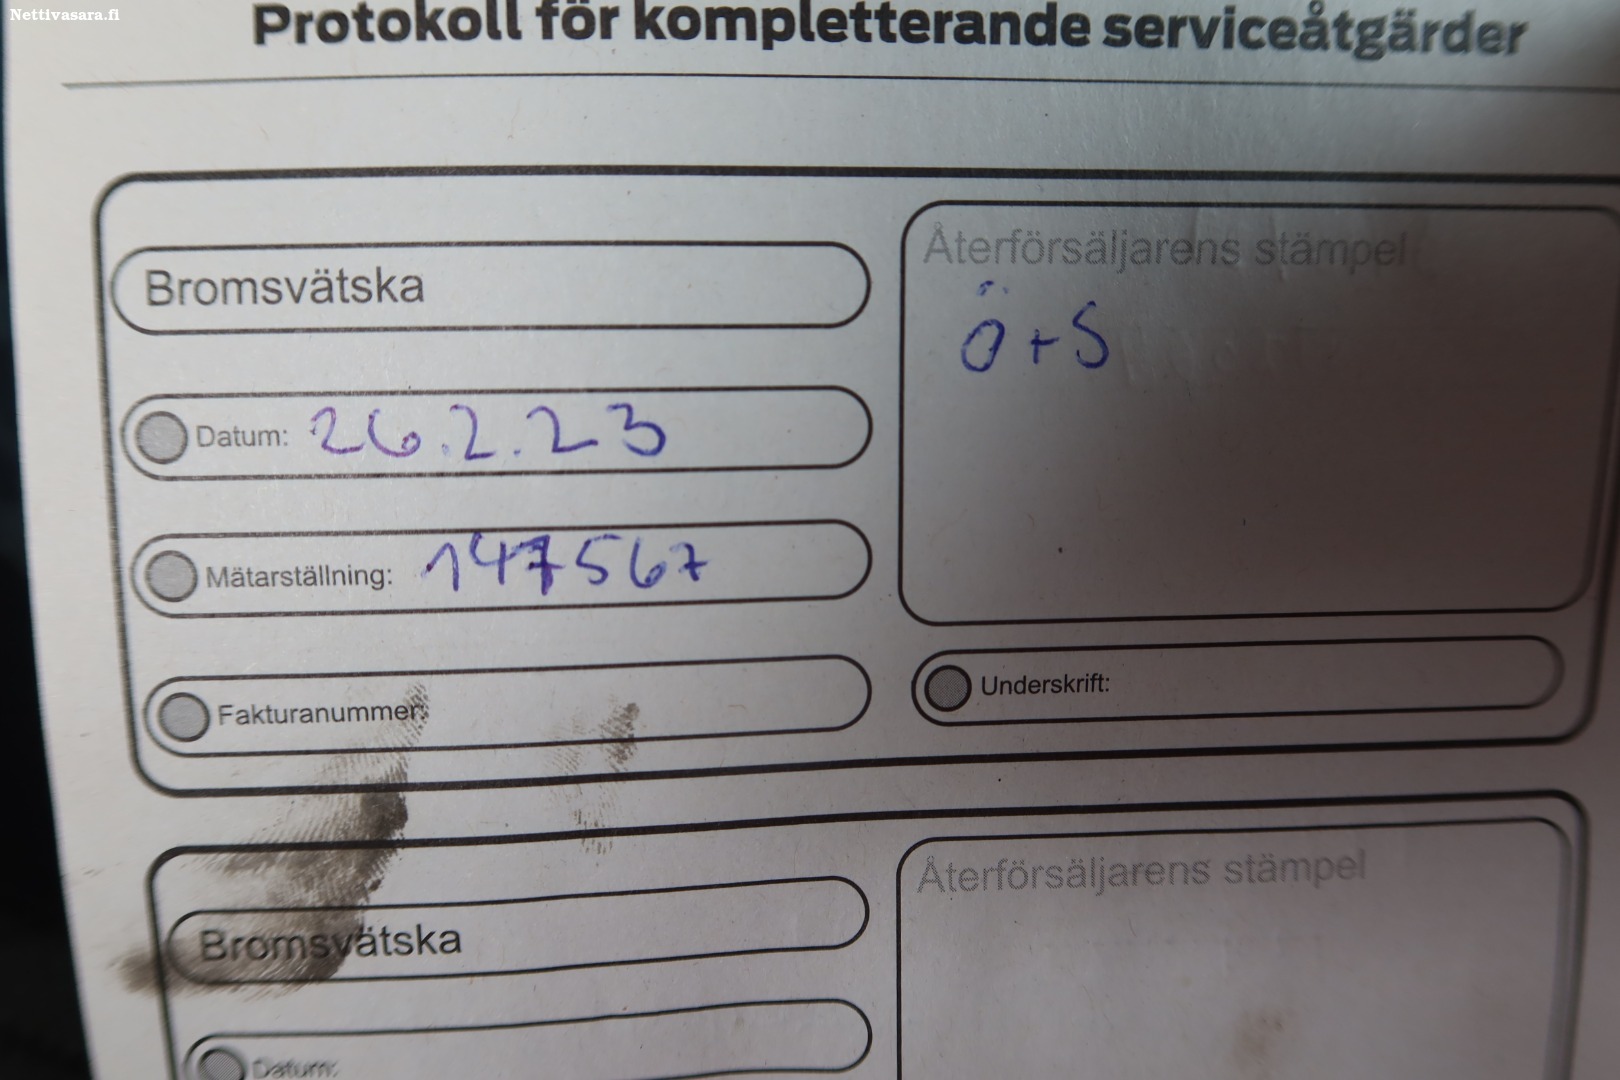 Nettivasara.fi
Protokoll för kompletterande serviceåtgärder
Bromsvätska
Återförsäljarens stämpel
Ö+S
Datum: 26.2.23
Mätarställning: 147567
Fakturanummer:
Underskrift:
Bromsvätska
Återförsäljarens stämpel
Datum: